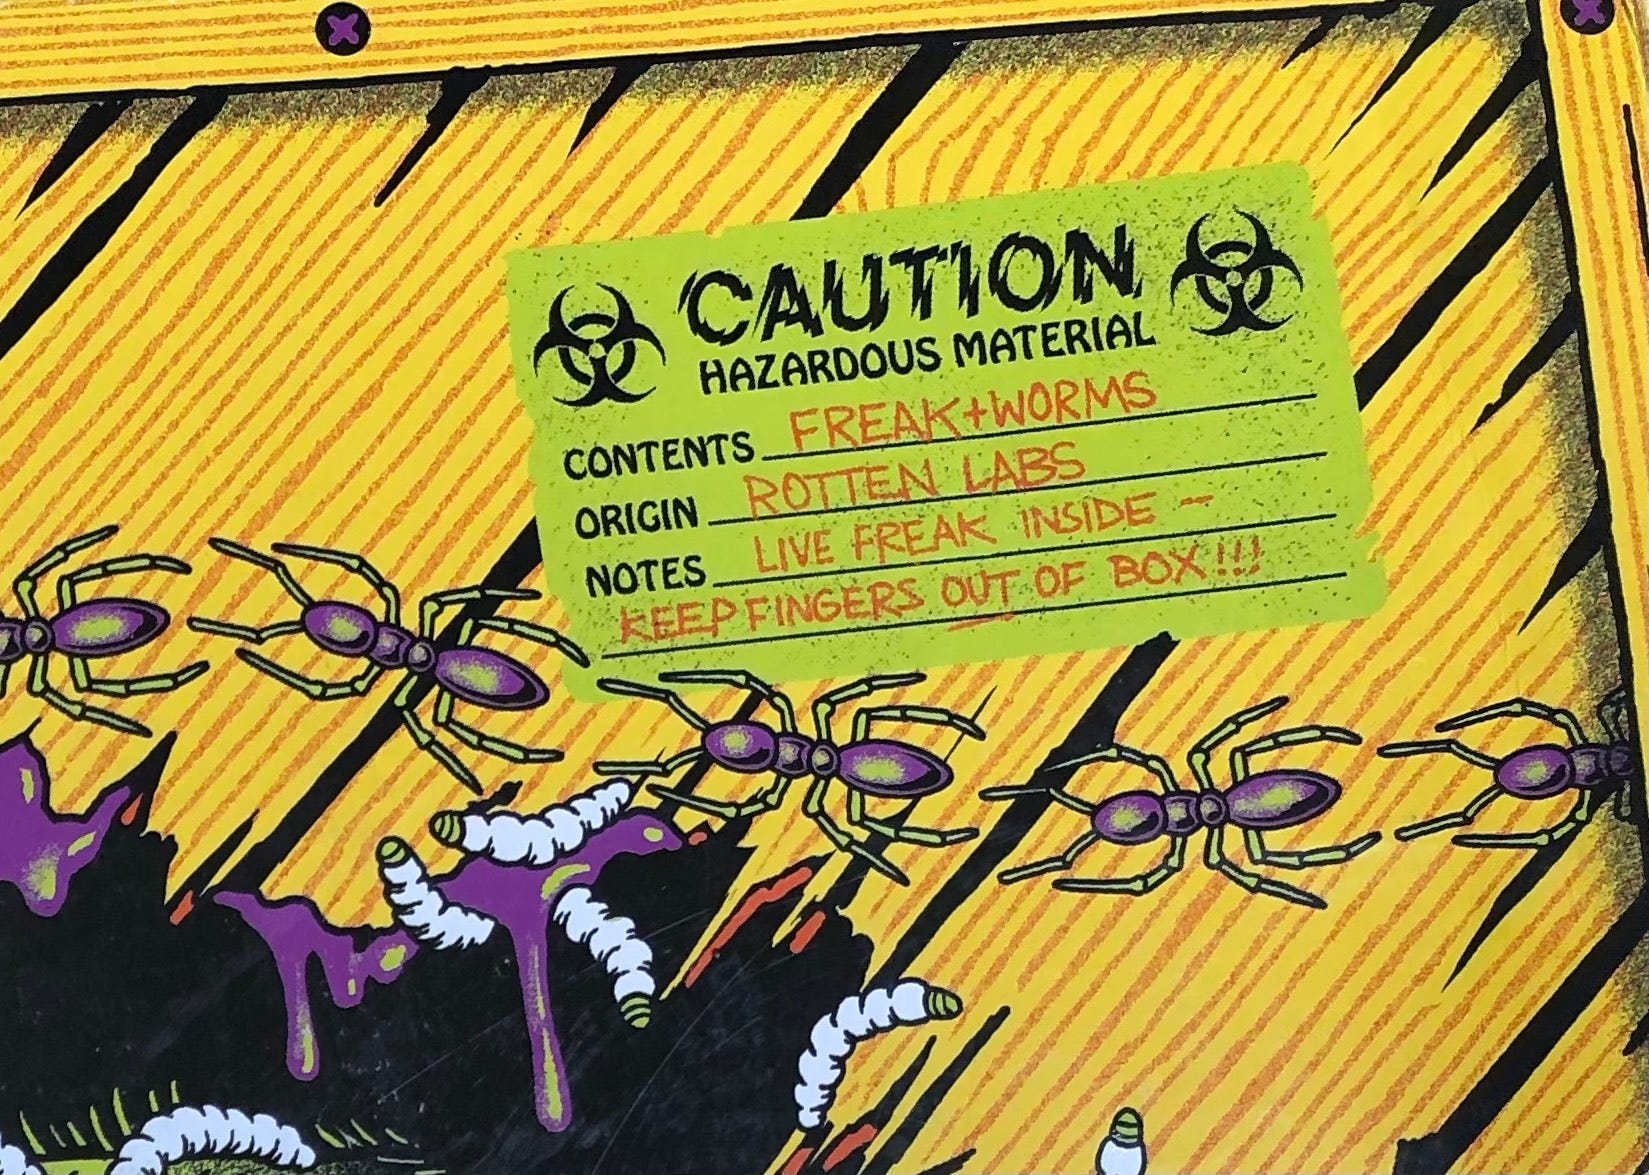 CAUTION
HAZARDOUS MATERIAL
CONTENTS FREAK+WORMS
ORIGIN ROTTEN LABS
NOTES LIVE FREAK INSIDE -
KEEP FINGERS OUT OF BOX!!!